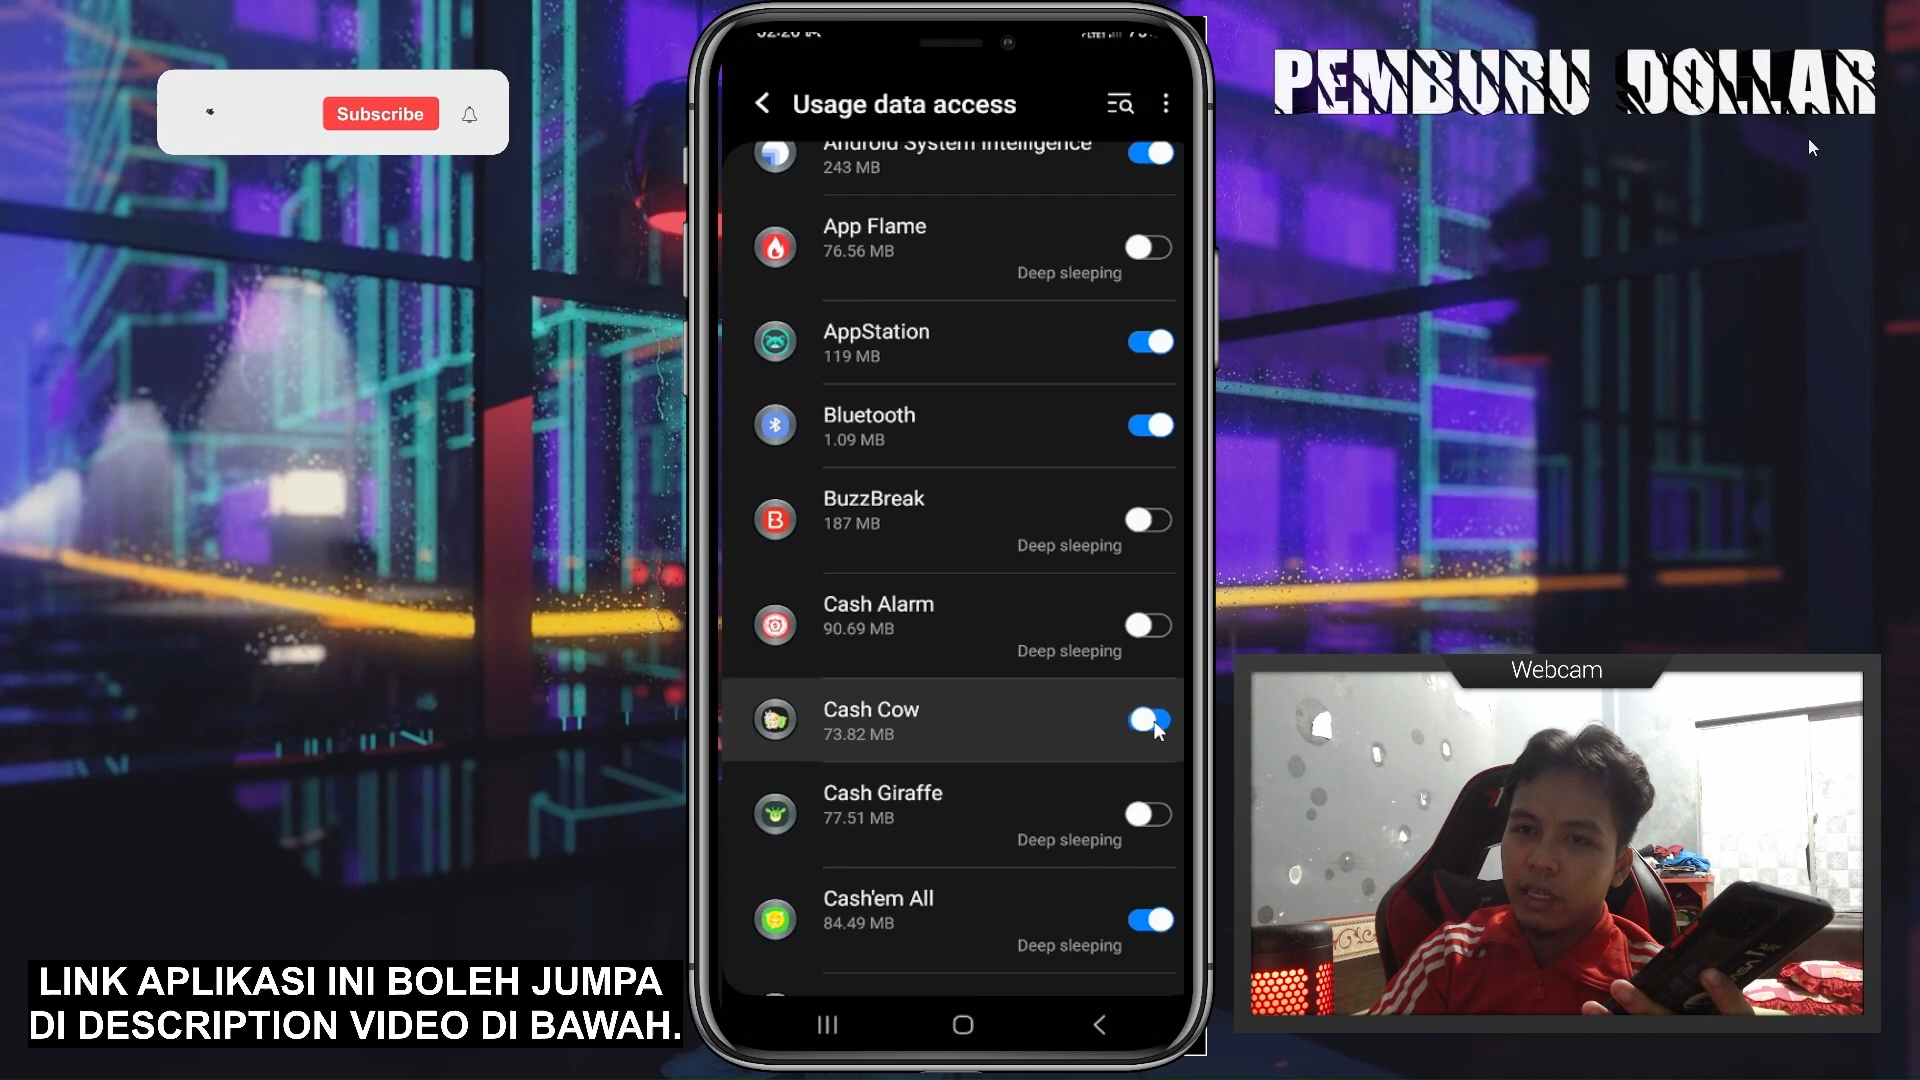 Subscribe
PEMBURU DOLLAR
Usage data access
Android System Intelligence
243 MB
App Flame
76.56 MB
Deep sleeping
AppStation
119 MB
Bluetooth
1.09 MB
BuzzBreak
187 MB
Deep sleeping
Cash Alarm
90.69 MB
Deep sleeping
Cash Cow
73.82 MB
Cash Giraffe
77.51 MB
Deep sleeping
Cash'em All
84.49 MB
Deep sleeping
Webcam
LINK APLIKASI INI BOLEH JUMPA
DI DESCRIPTION VIDEO DI BAWAH.